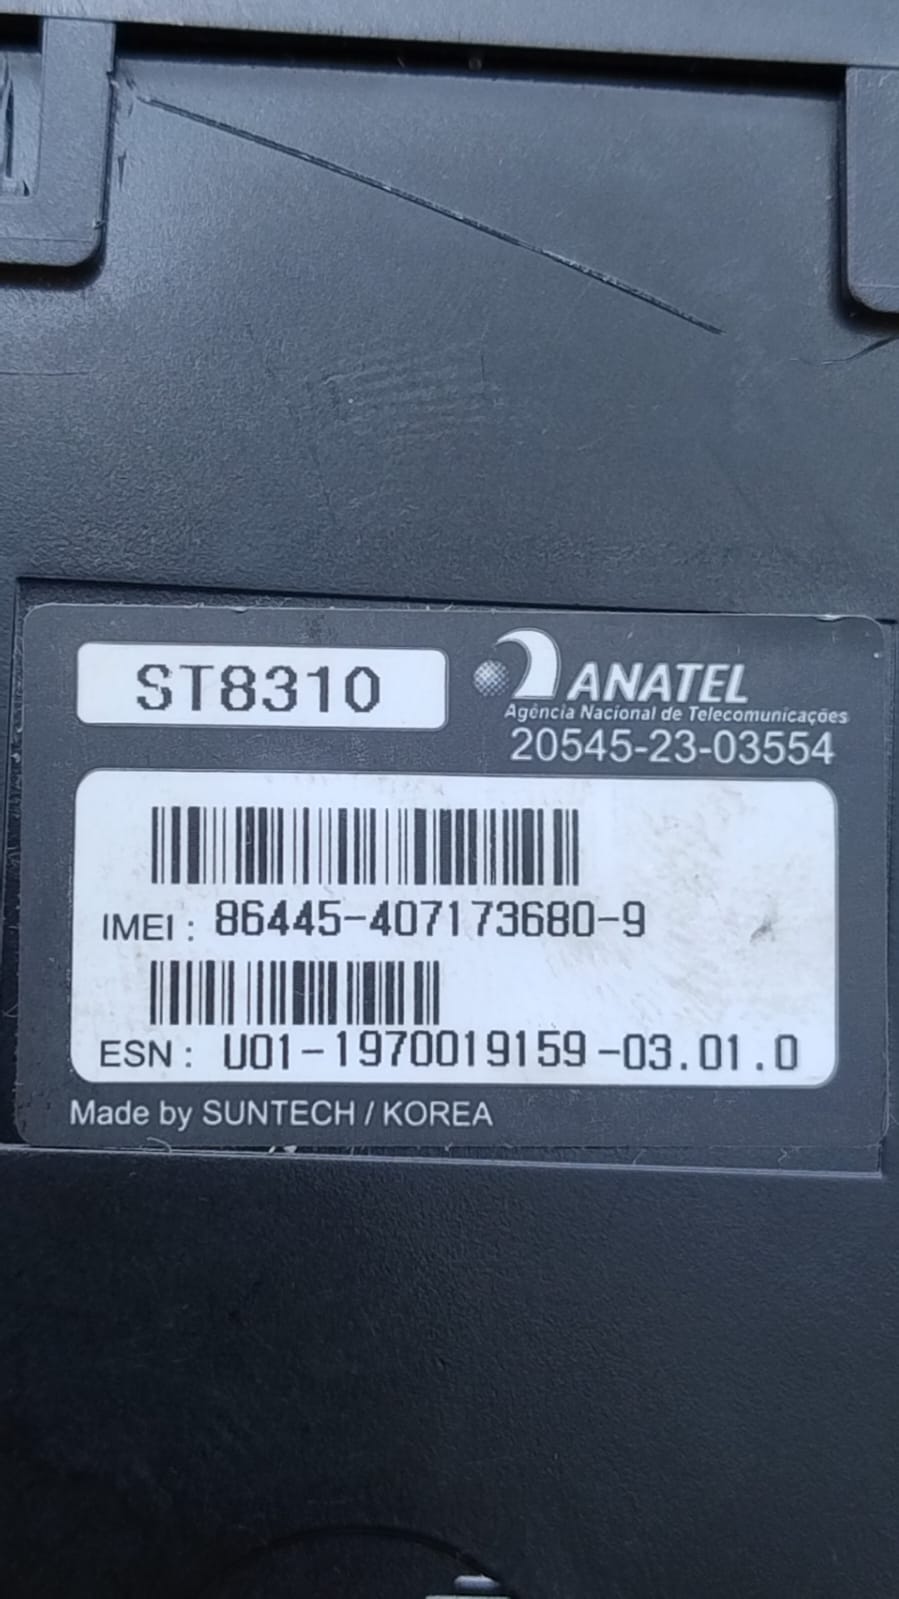 ST8310
ANATEL
Agência Nacional de Telecomunicações
20545-23-03554
IMEI : 86445-407173680-9
ESN : U01-1970019159-03.01.0
Made by SUNTECH / KOREA